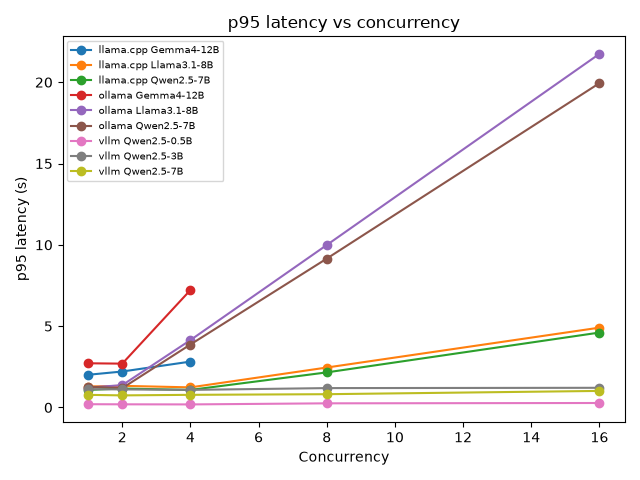 p95 latency vs concurrency
llama.cpp Gemma4-12B
llama.cpp Llama3.1-8B
llama.cpp Qwen2.5-7B
ollama Gemma4-12B
ollama Llama3.1-8B
ollama Qwen2.5-7B
vllm Qwen2.5-0.5B
vllm Qwen2.5-3B
vllm Qwen2.5-7B
p95 latency (s)
20
15
10
5
0
2 4 6 8 10 12 14 16
Concurrency